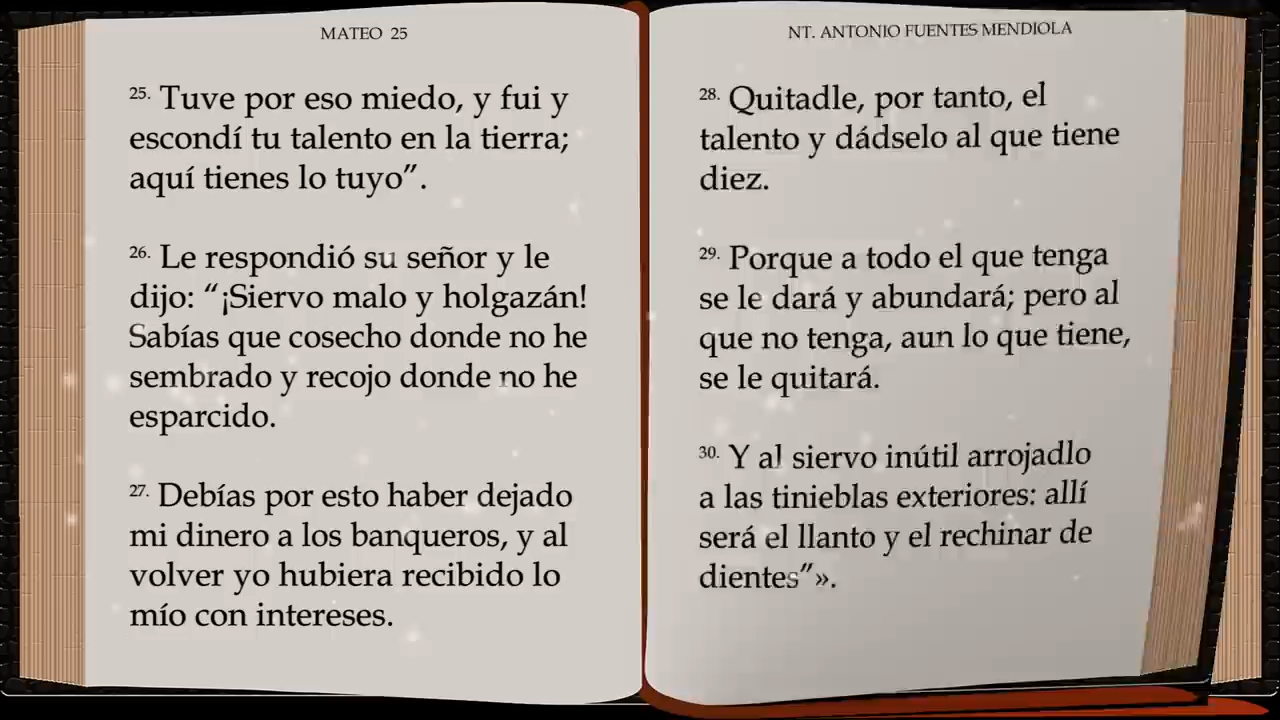 MATEO 25
25. Tuve por eso miedo, y fui y
escondí tu talento en la tierra;
aquí tienes lo tuyo”.
26. Le respondió su señor y le
dijo: “¡Siervo malo y holgazán!
Sabías que cosecho donde no he
sembrado y recojo donde no he
esparcido.
27. Debías por esto haber dejado
mi dinero a los banqueros, y al
volver yo hubiera recibido lo
mío con intereses.
NT. ANTONIO FUENTES MENDIOLA
28. Quitadle, por tanto, el
talento y dádselo al que tiene
diez.
29. Porque a todo el que tenga
se le dará y abundará; pero al
que no tenga, aun lo que tiene,
se le quitará.
30. Y al siervo inútil arrojadlo
a las tinieblas exteriores: allí
será el llanto y el rechinar de
dientes”».